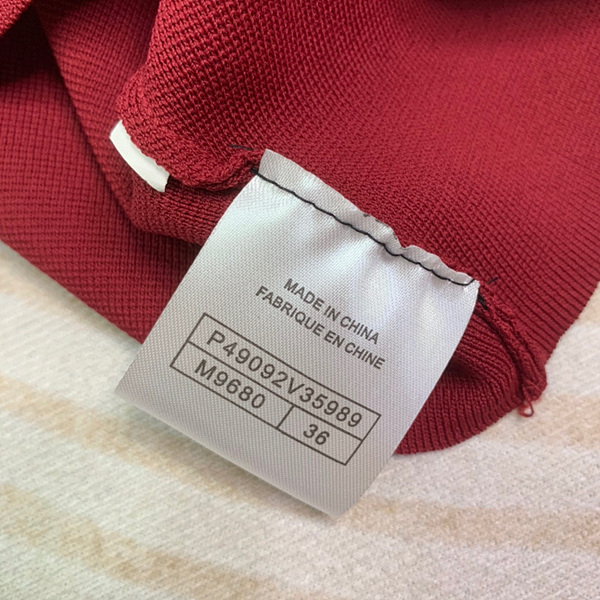 MADE IN CHINA
FABRIQUE EN CHINE
P49092V35989
M9680 36